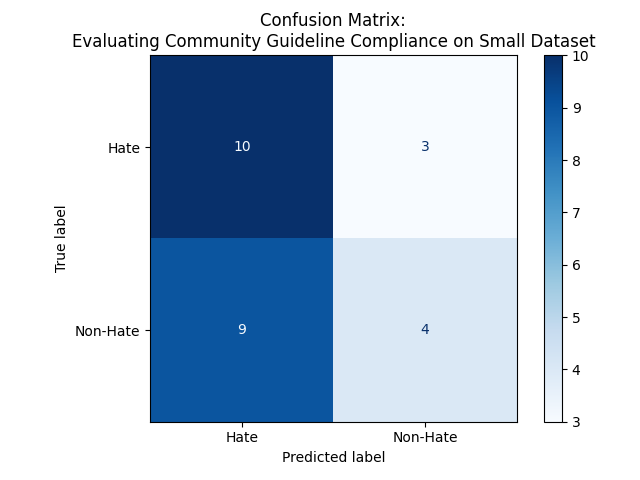 Confusion Matrix:
Evaluating Community Guideline Compliance on Small Dataset
10
9
8
7
6
5
4
3
True label
Hate
10
3
Non-Hate
9
4
Hate
Non-Hate
Predicted label